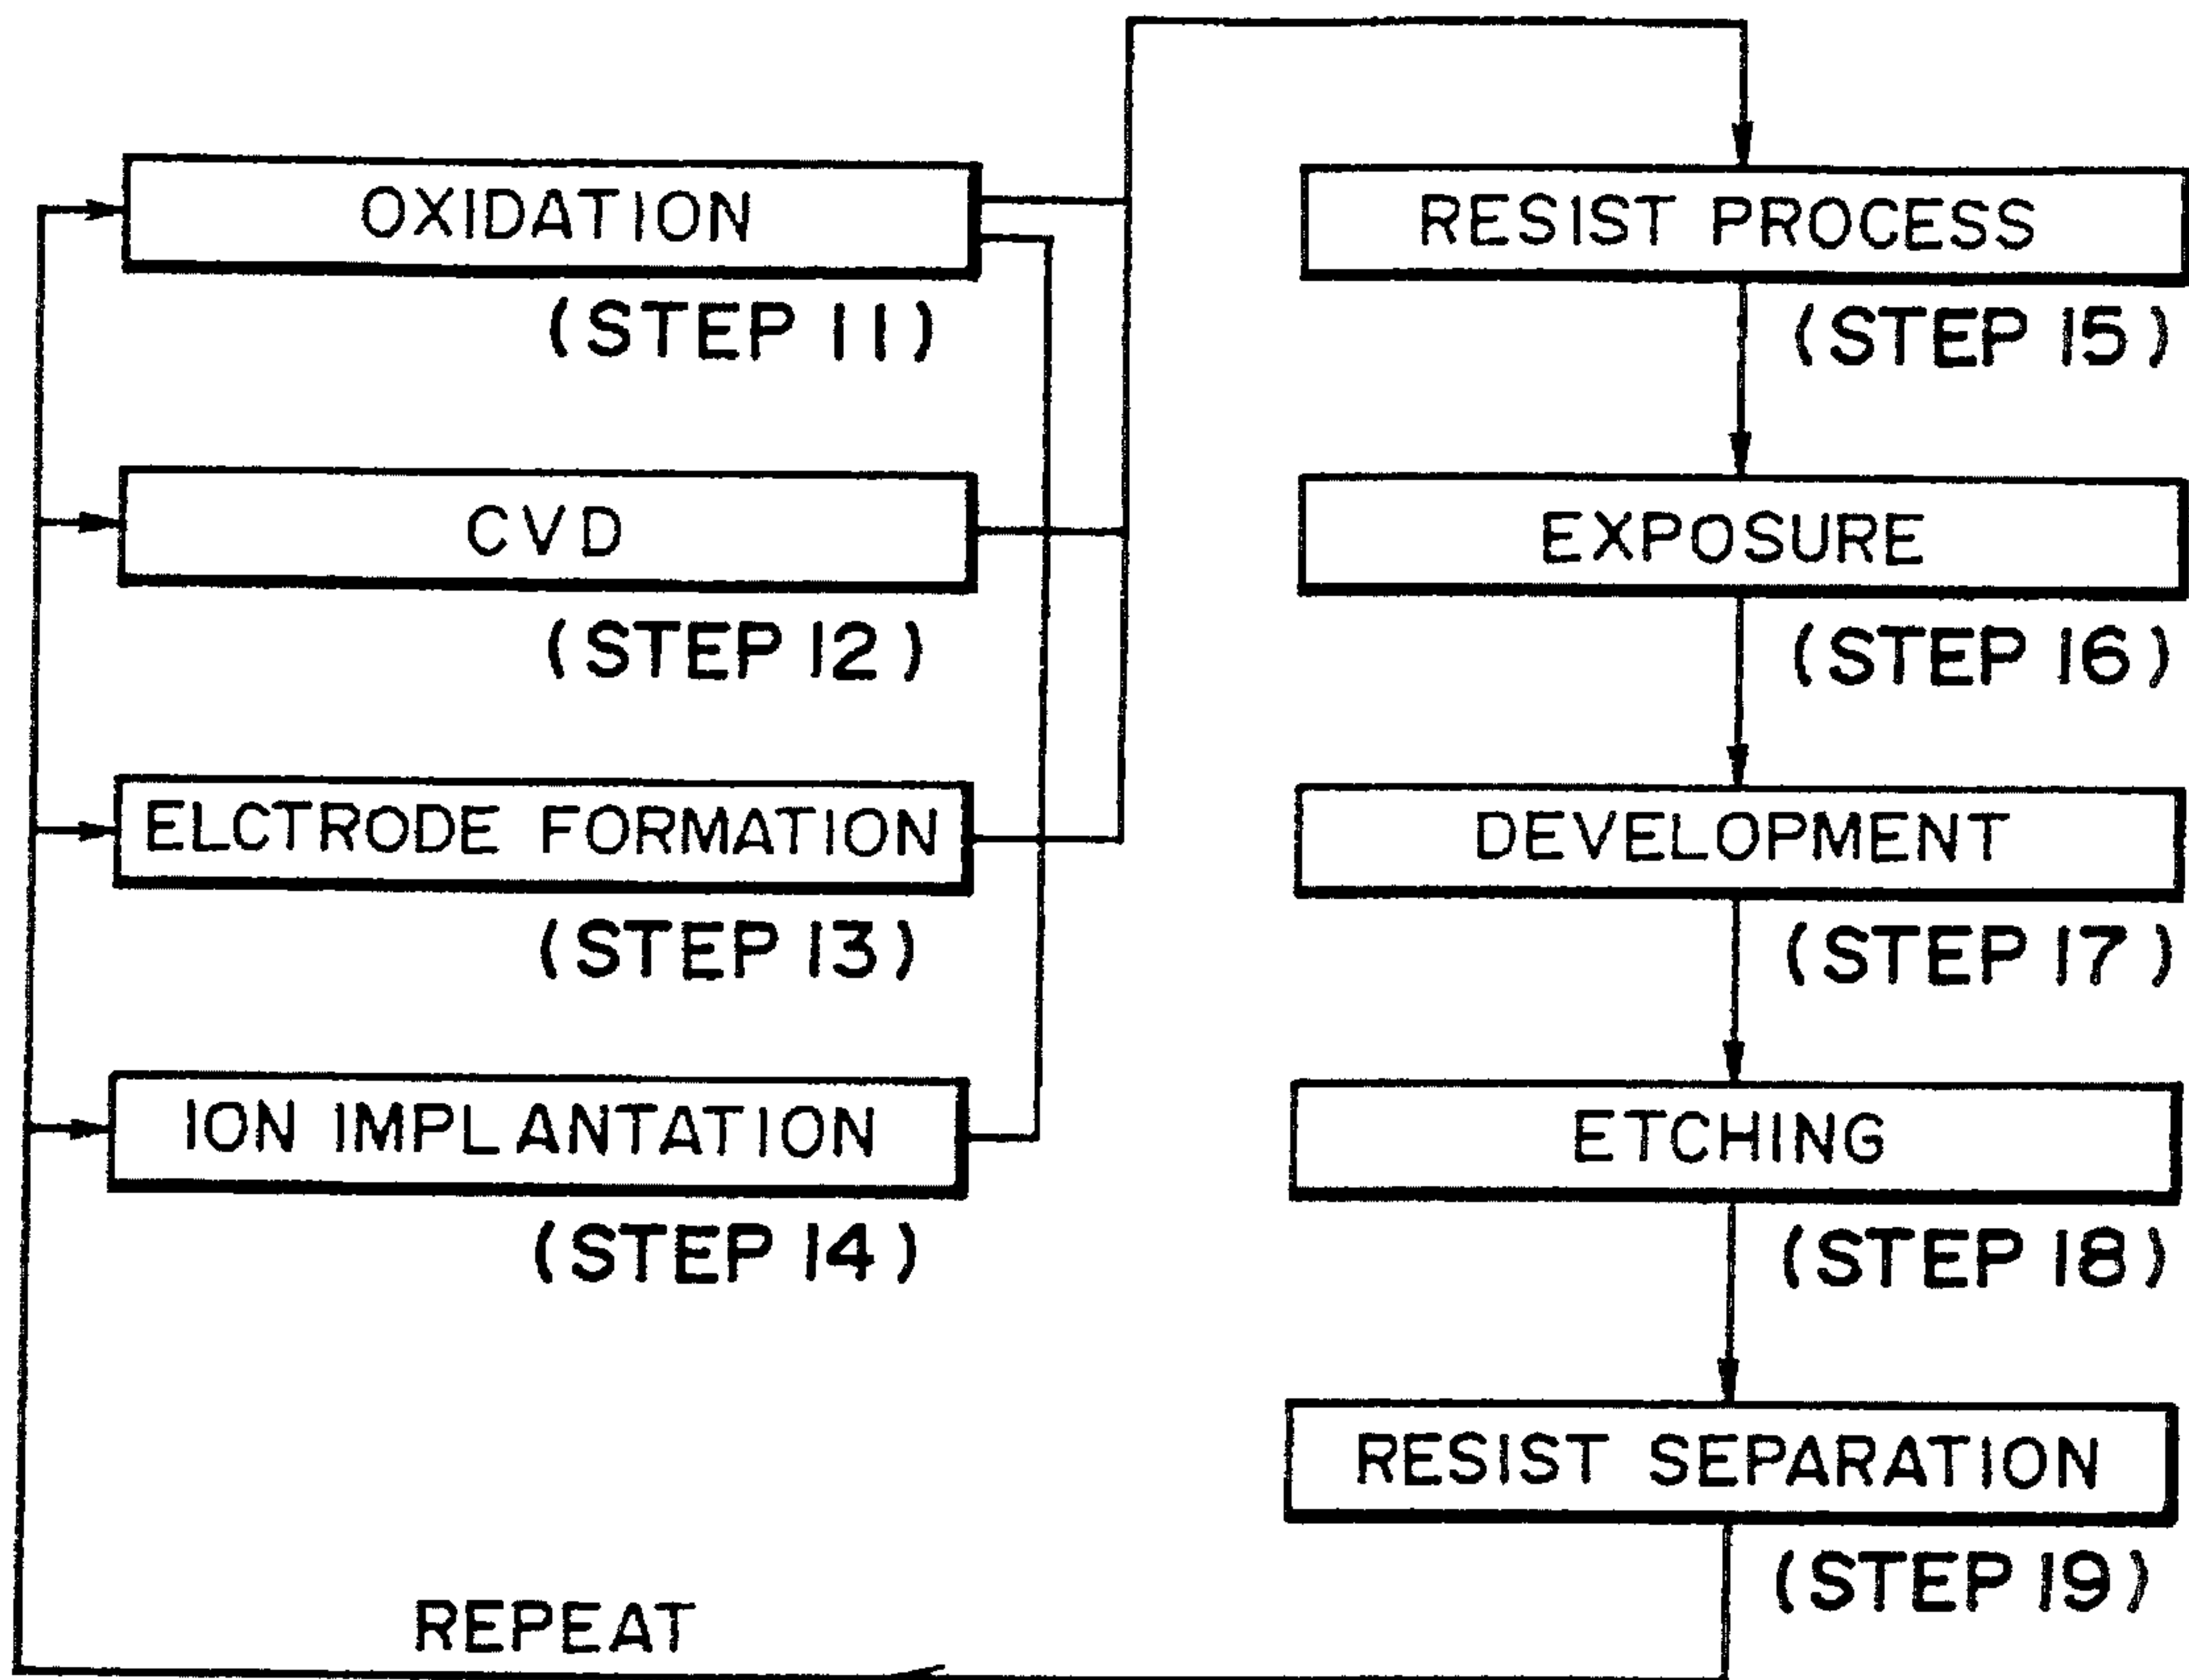 OXIDATION
(STEP 11)
CVD
(STEP 12)
ELCTRODE FORMATION
(STEP 13)
ION IMPLANTATION
(STEP 14)
RESIST PROCESS
(STEP 15)
EXPOSURE
(STEP 16)
DEVELOPMENT
(STEP 17)
ETCHING
(STEP 18)
RESIST SEPARATION
(STEP 19)
REPEAT